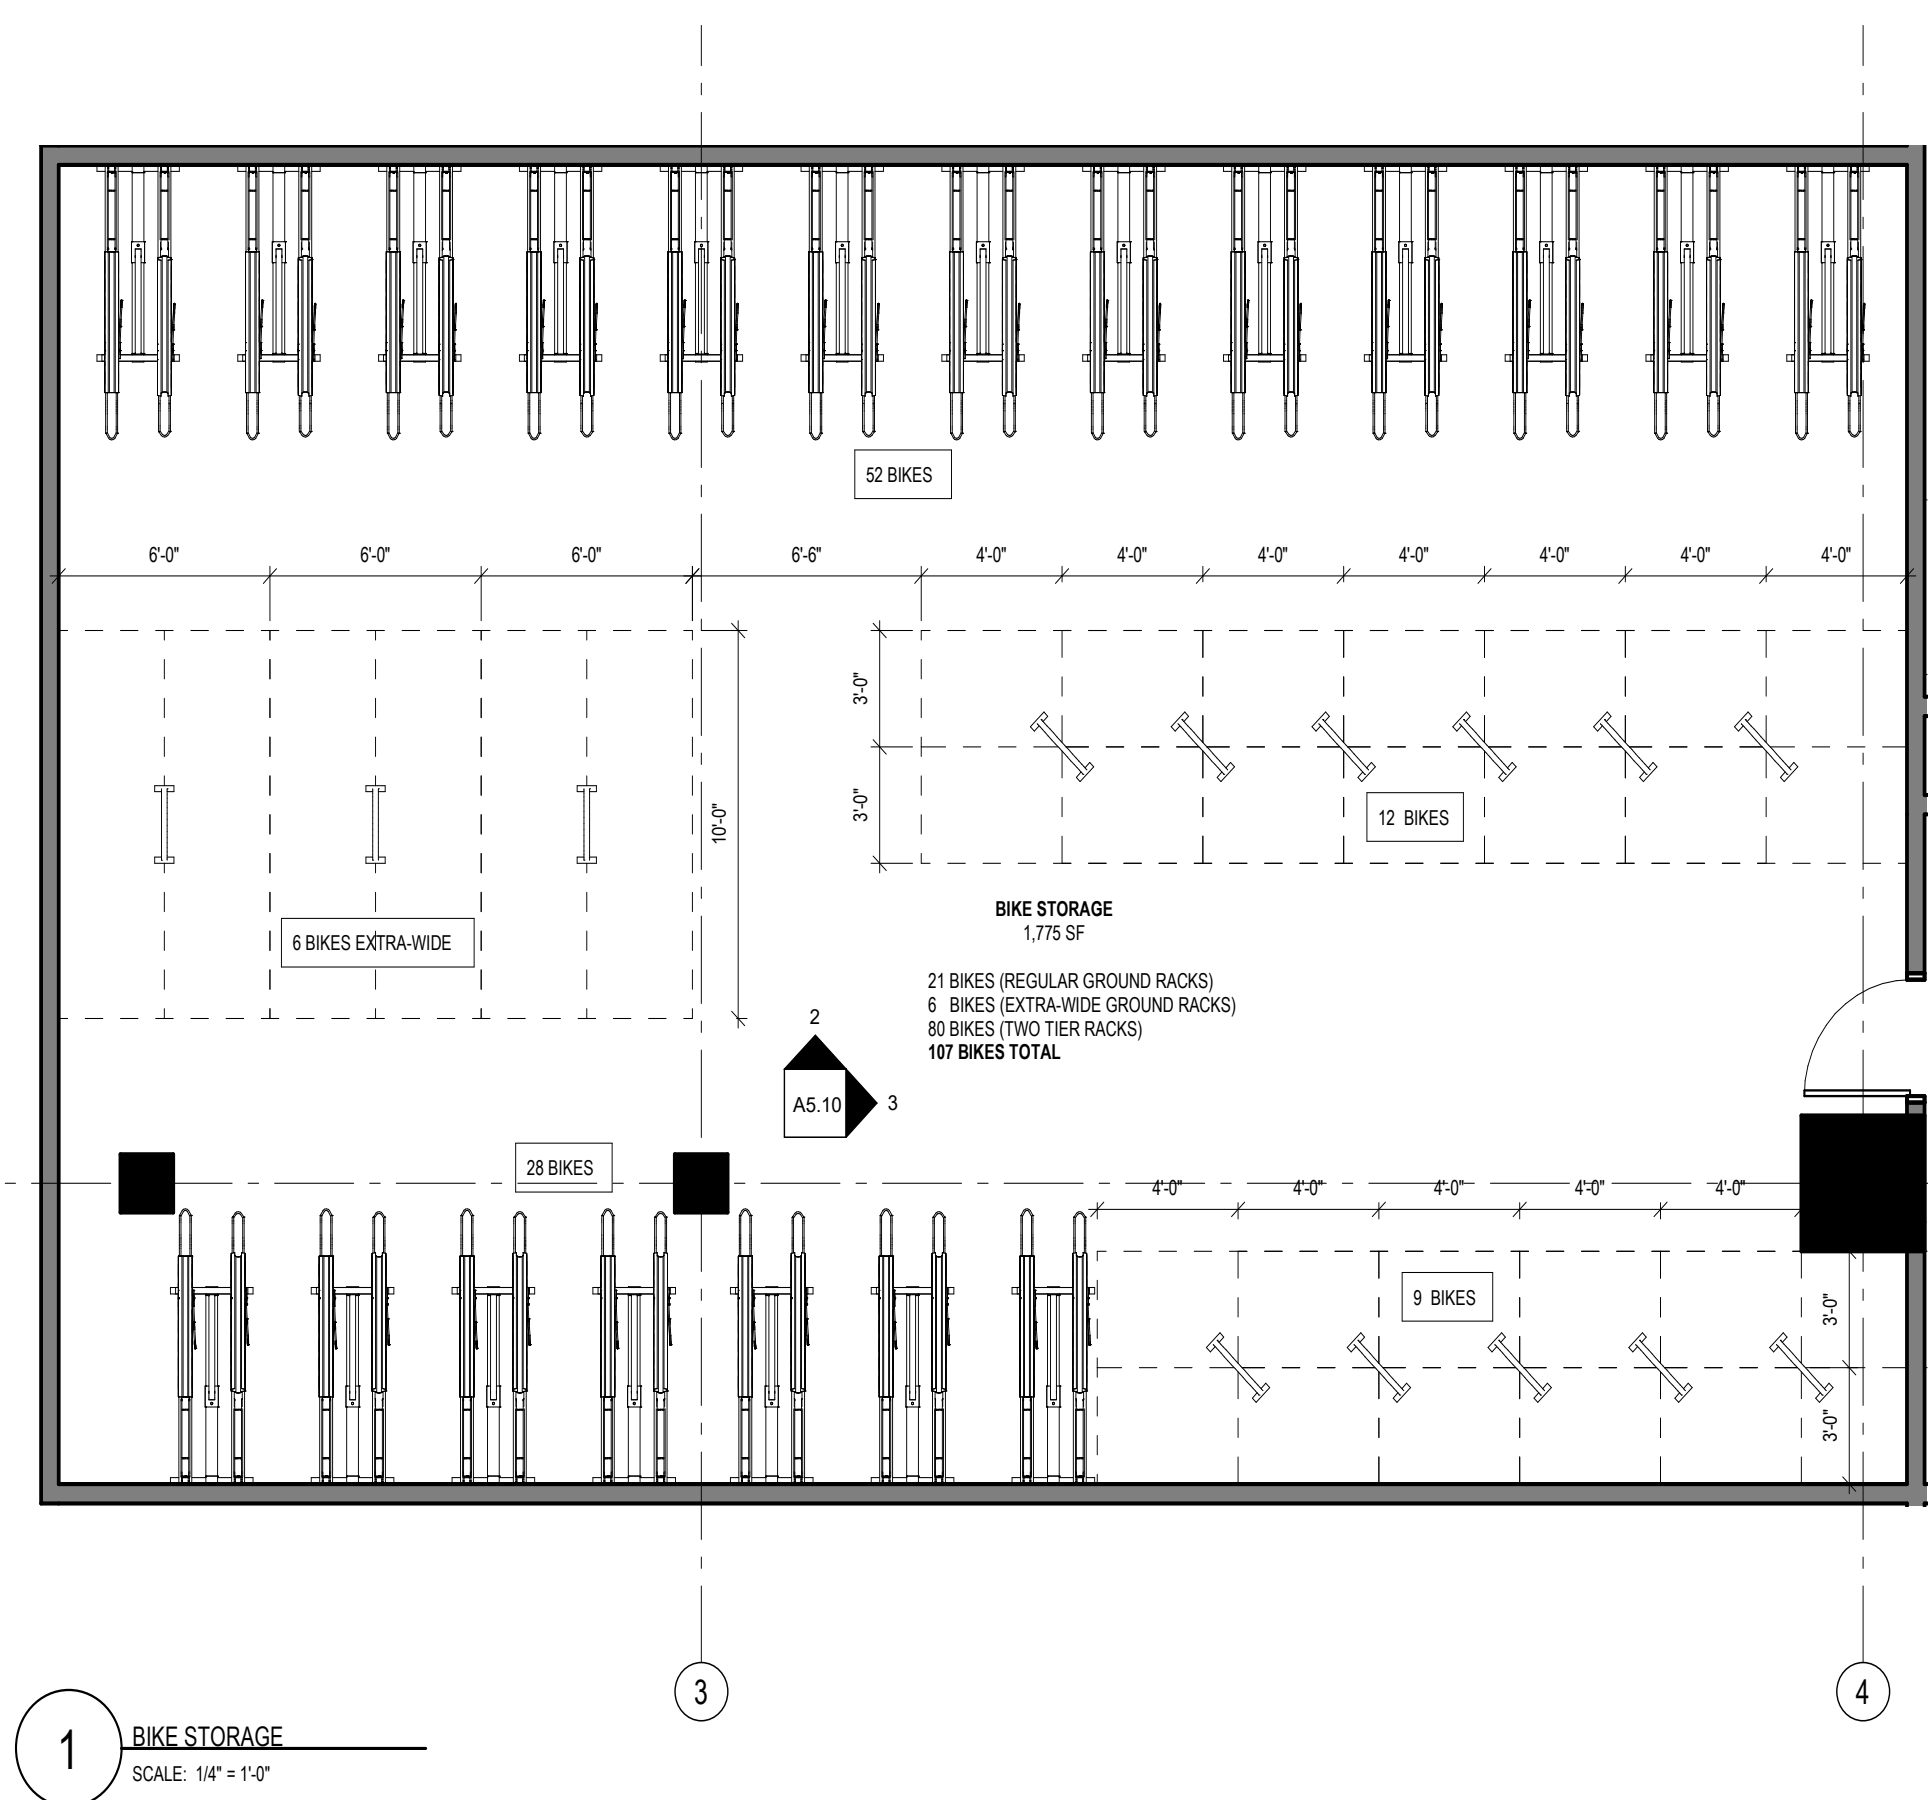 52 BIKES
6'-0" 6'-0" 6'-0" 6'-6" 4'-0" 4'-0" 4'-0" 4'-0" 4'-0" 4'-0" 4'-0"
3'-0"
3'-0"
10'-0"
12 BIKES
6 BIKES EXTRA-WIDE
BIKE STORAGE
1,775 SF
21 BIKES (REGULAR GROUND RACKS)
6 BIKES (EXTRA-WIDE GROUND RACKS)
80 BIKES (TWO TIER RACKS)
107 BIKES TOTAL
2
A5.10 3
28 BIKES
4'-0" 4'-0" 4'-0" 4'-0" 4'-0"
9 BIKES
3'-0"
3'-0"
3 4
1 BIKE STORAGE
SCALE: 1/4" = 1'-0"